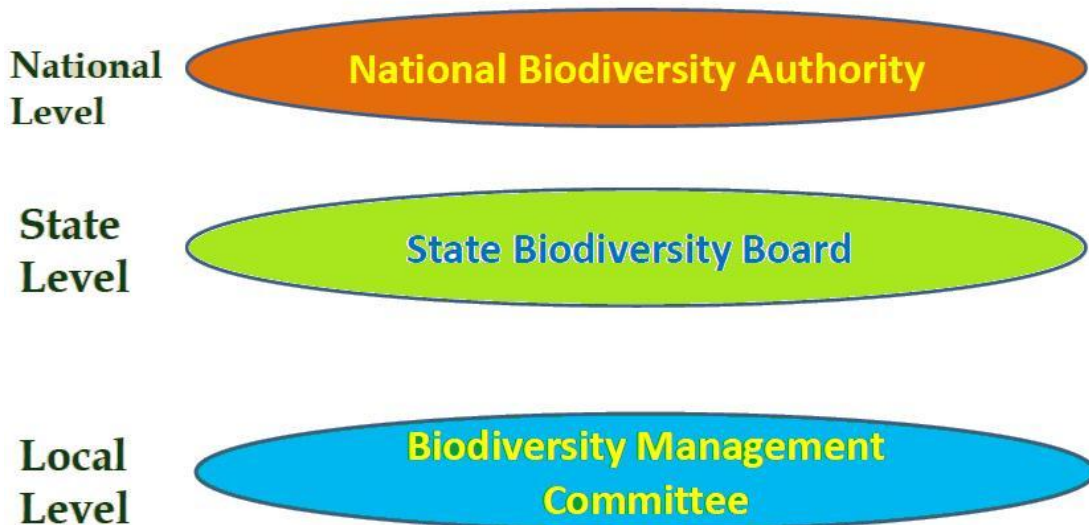 National
Level
National Biodiversity Authority
State
Level
State Biodiversity Board
Local
Level
Biodiversity Management
Committee